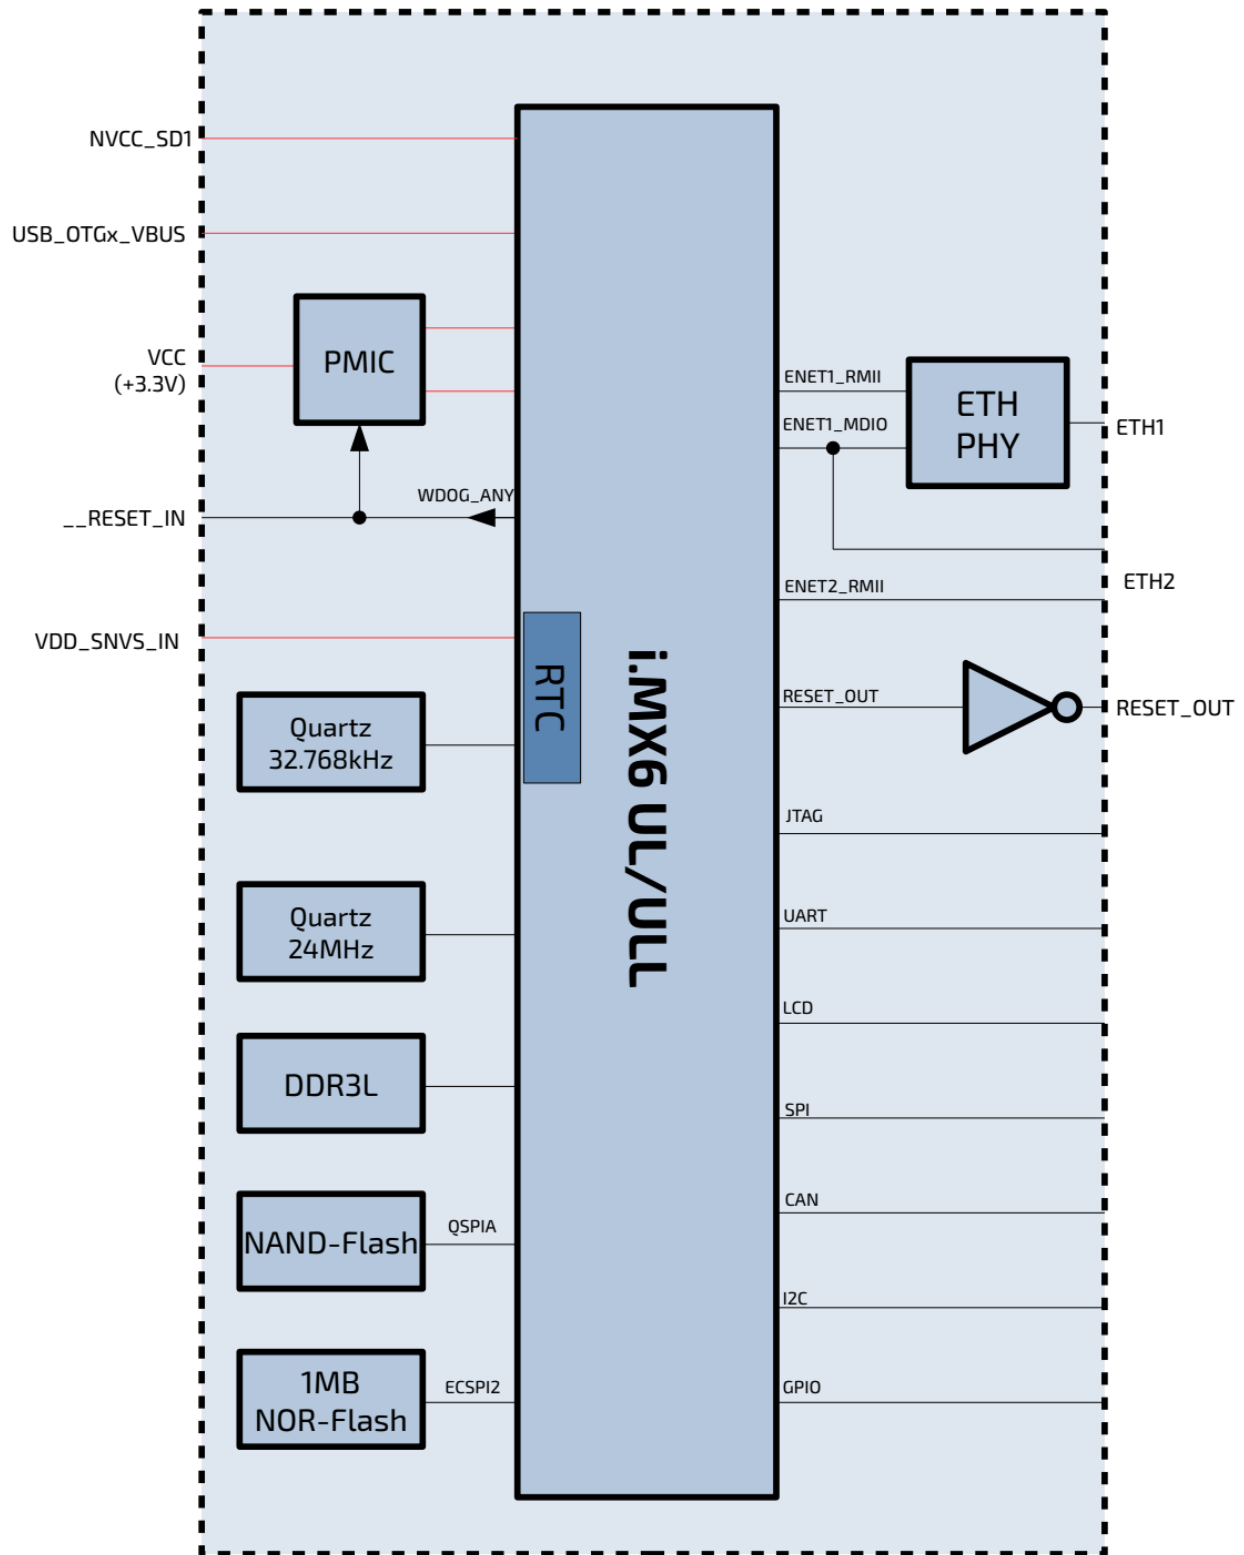 NVCC_SD1
USB_OTGx_VBUS
PMIC
VCC
(+3.3V)
ENET1_RMII
ETH
PHY
ENET1_MDIO
ETH1
WDOG_ANY
__RESET_IN
ETH2
ENET2_RMII
VDD_SNVS_IN
RTC
i.MX6 UL/ULL
RESET_OUT
RESET_OUT
Quartz
32.768kHz
JTAG
Quartz
24MHz
UART
LCD
DDR3L
SPI
CAN
NAND-Flash
QSPIA
I2C
1MB
NOR-Flash
ECSPI2
GPIO